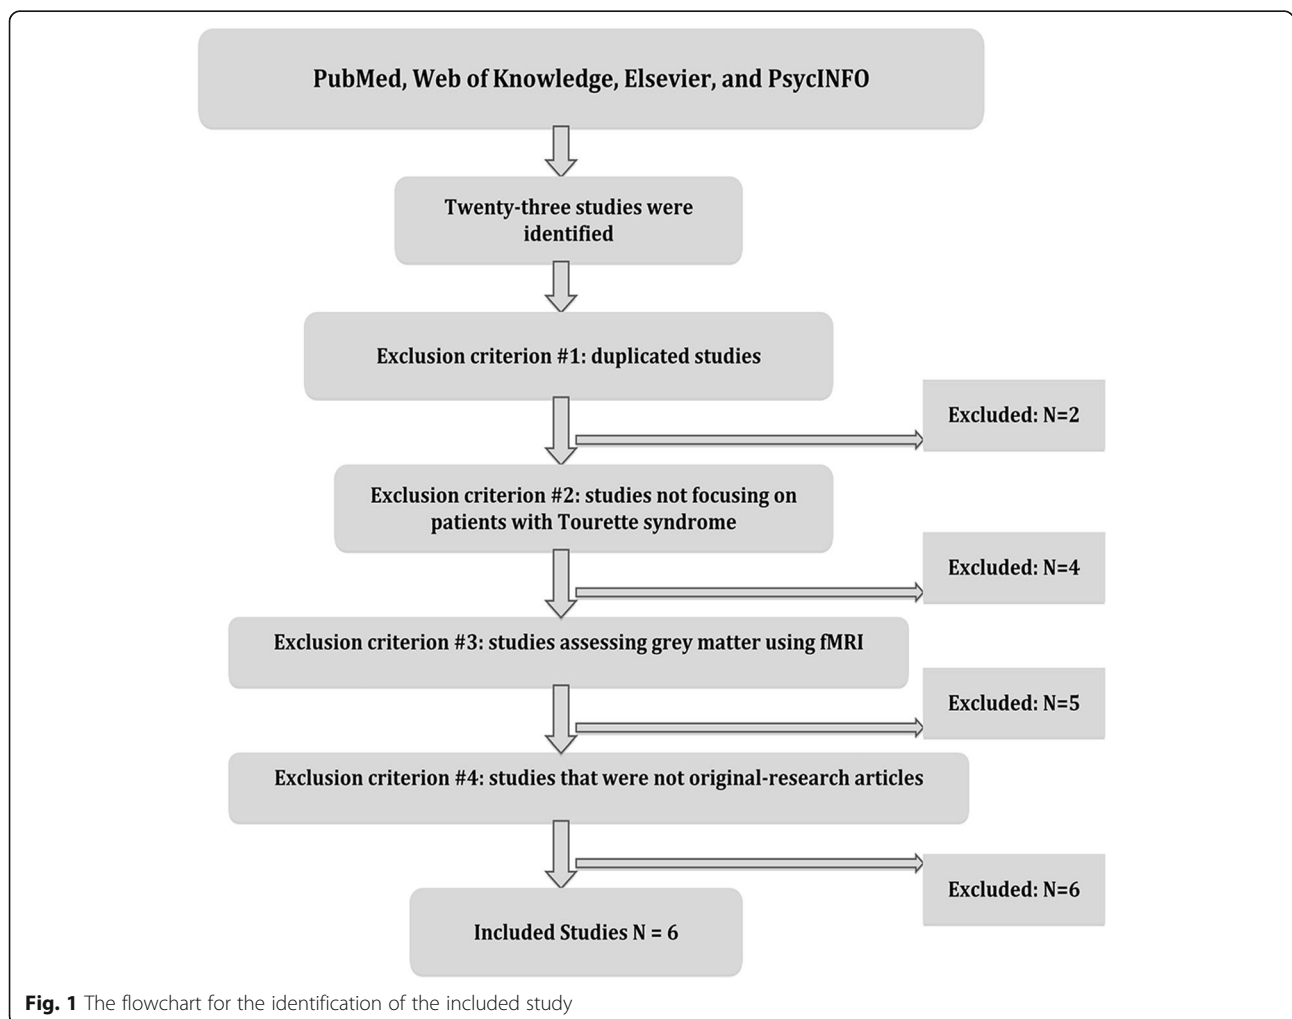 PubMed, Web of Knowledge, Elsevier, and PsycINFO
Twenty-three studies were
identified
Exclusion criterion #1: duplicated studies
Excluded: N=2
Exclusion criterion #2: studies not focusing on
patients with Tourette syndrome
Excluded: N=4
Exclusion criterion #3: studies assessing grey matter using fMRI
Excluded: N=5
Exclusion criterion #4: studies that were not original-research articles
Excluded: N=6
Included Studies N = 6
Fig. 1 The flowchart for the identification of the included study